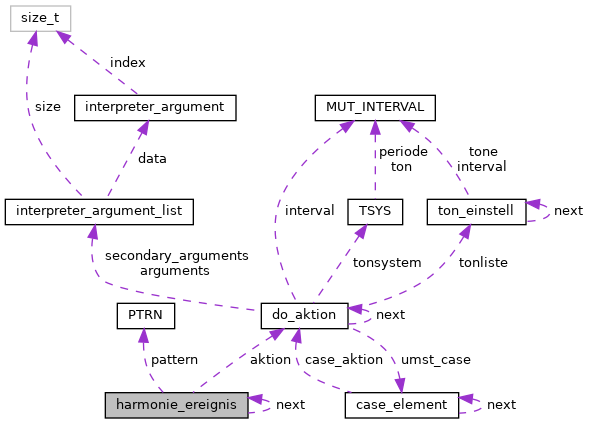 size_t
index
size
interpreter_argument
MUT_INTERVAL
data
periode
ton
tone
interval
interpreter_argument_list
interval
TSYS
ton_einstell
next
secondary_arguments
arguments
tonsystem
tonliste
PTRN
do_aktion
next
pattern
aktion
case_aktion
umst_case
harmonie_ereignis
next
case_element
next